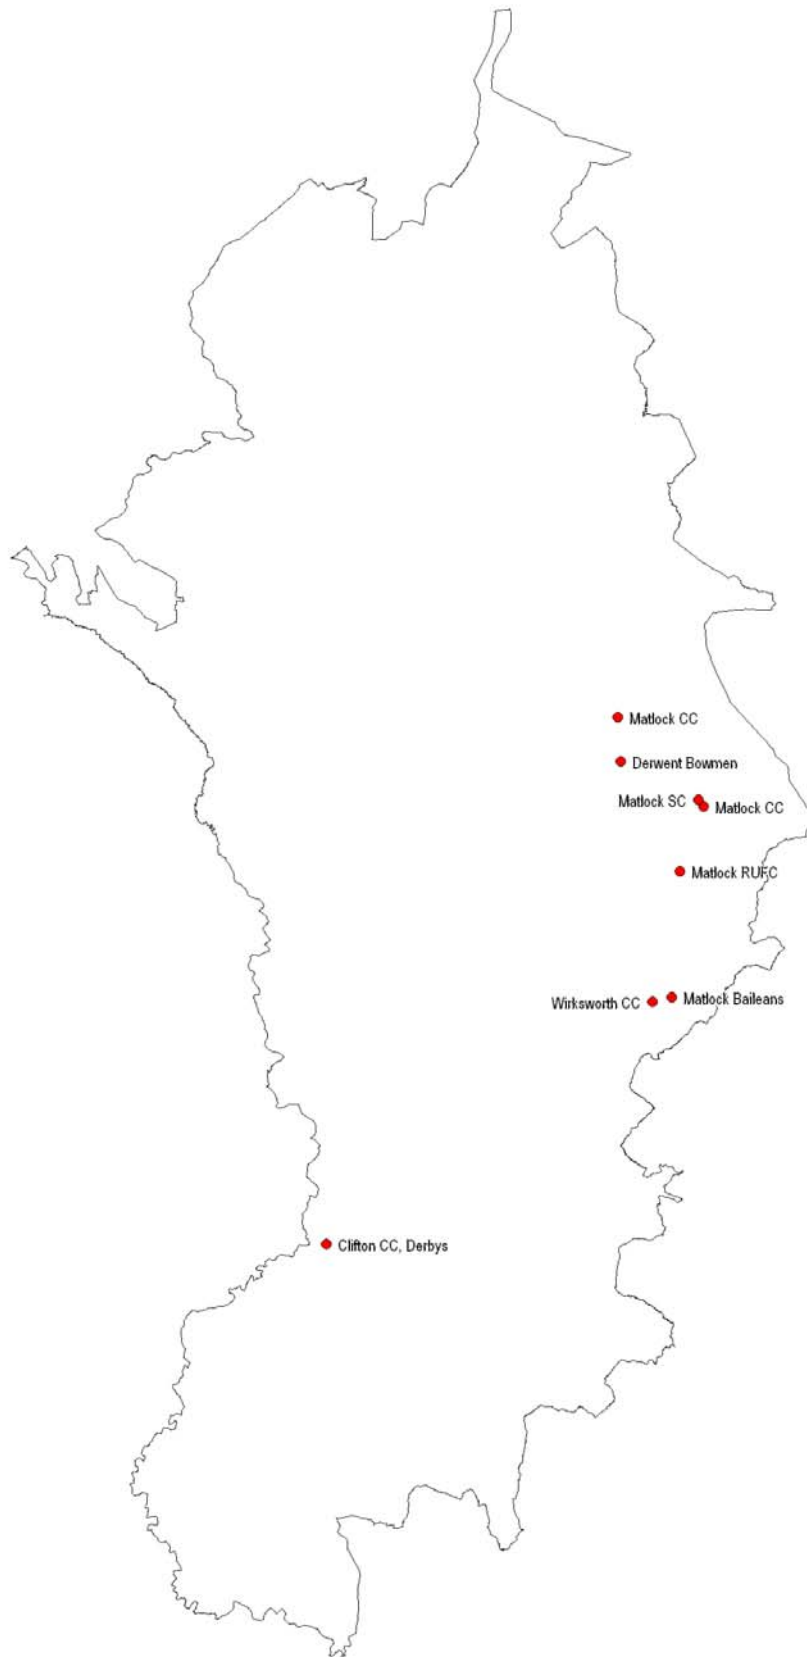 Matlock CC
Derwent Bowmen
Matlock SC
Matlock CC
Matlock RUFC
Matlock Baileans
Wirksworth CC
Clifton CC, Derbys